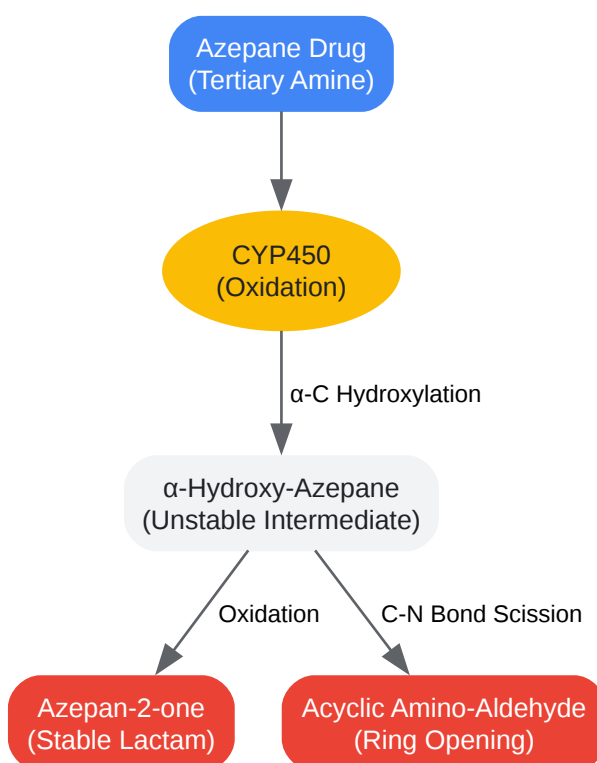 Azepane Drug
(Tertiary Amine)
CYP450
(Oxidation)
α-C Hydroxylation
α-Hydroxy-Azepane
(Unstable Intermediate)
Oxidation
C-N Bond Scission
Azepan-2-one
(Stable Lactam)
Acyclic Amino-Aldehyde
(Ring Opening)